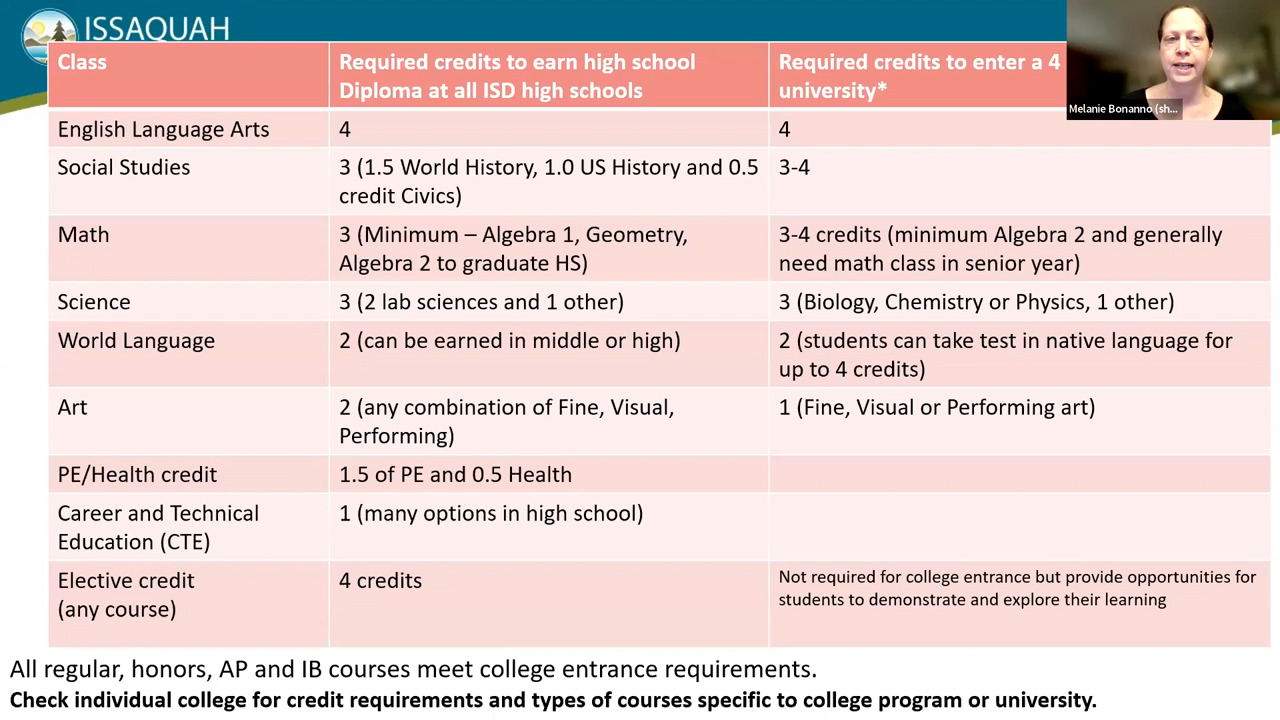 ISSAQUAH
Class
Required credits to earn high school
Diploma at all ISD high schools
Required credits to enter a 4
university*
Melanie Bonanno (sh...
English Language Arts
4
4
Social Studies
3 (1.5 World History, 1.0 US History and 0.5
credit Civics)
3-4
Math
3 (Minimum – Algebra 1, Geometry,
Algebra 2 to graduate HS)
3-4 credits (minimum Algebra 2 and generally
need math class in senior year)
Science
3 (2 lab sciences and 1 other)
3 (Biology, Chemistry or Physics, 1 other)
World Language
2 (can be earned in middle or high)
2 (students can take test in native language for
up to 4 credits)
Art
2 (any combination of Fine, Visual,
Performing)
1 (Fine, Visual or Performing art)
PE/Health credit
1.5 of PE and 0.5 Health
Career and Technical
Education (CTE)
1 (many options in high school)
Elective credit
(any course)
4 credits
Not required for college entrance but provide opportunities for
students to demonstrate and explore their learning
All regular, honors, AP and IB courses meet college entrance requirements.
Check individual college for credit requirements and types of courses specific to college program or university.